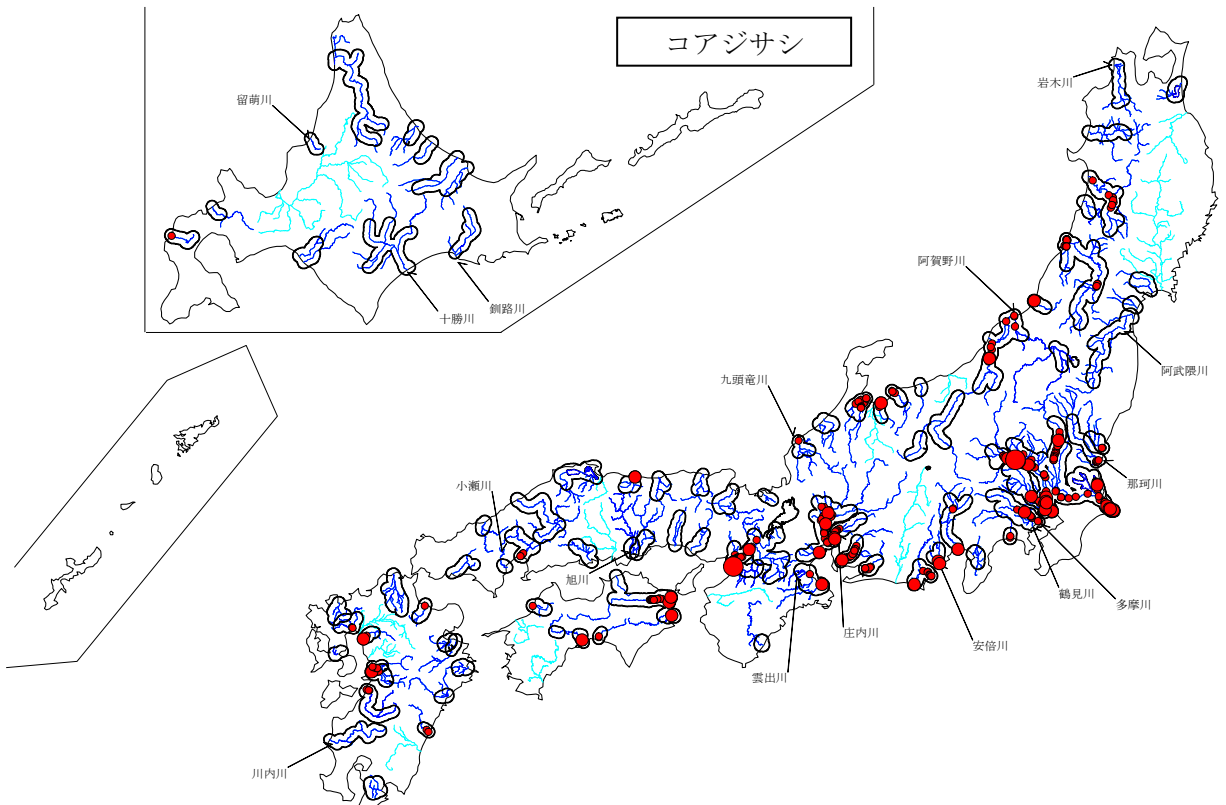 コアジサシ
岩木川
留萌川
阿賀野川
釧路川
十勝川
阿武隈川
九頭竜川
小瀬川
那珂川
旭川
鶴見川
多摩川
庄内川
安倍川
雲出川
川内川